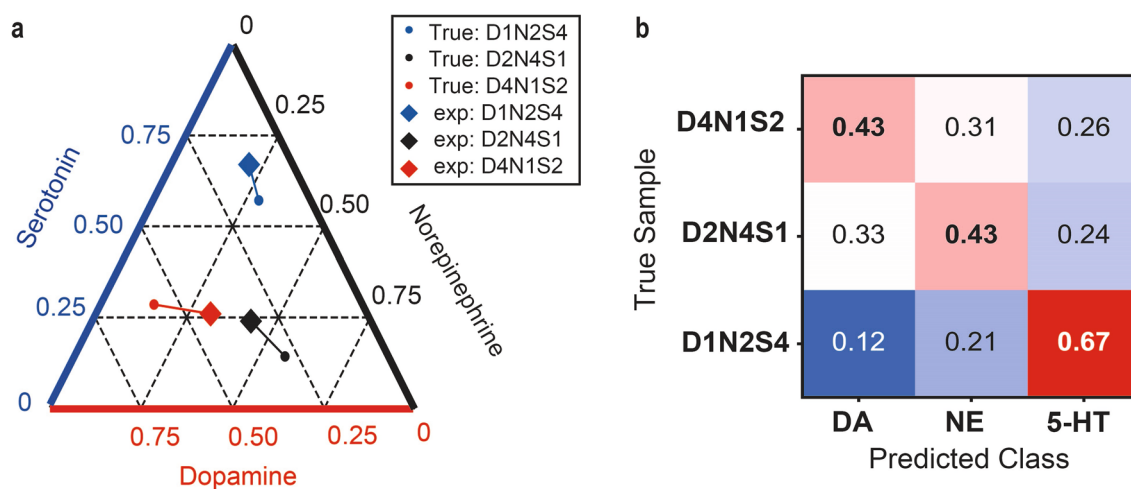 a
0
0.25
0.50
0.75
Norepinephrine
0.75
0.50
0.25
0
Serotonin
0.75
0.50
0.25
0
Dopamine
True: D1N2S4
True: D2N4S1
True: D4N1S2
exp: D1N2S4
exp: D2N4S1
exp: D4N1S2
b
True Sample
D4N1S2 0.43 0.31 0.26
D2N4S1 0.33 0.43 0.24
D1N2S4 0.12 0.21 0.67
DA NE 5-HT
Predicted Class